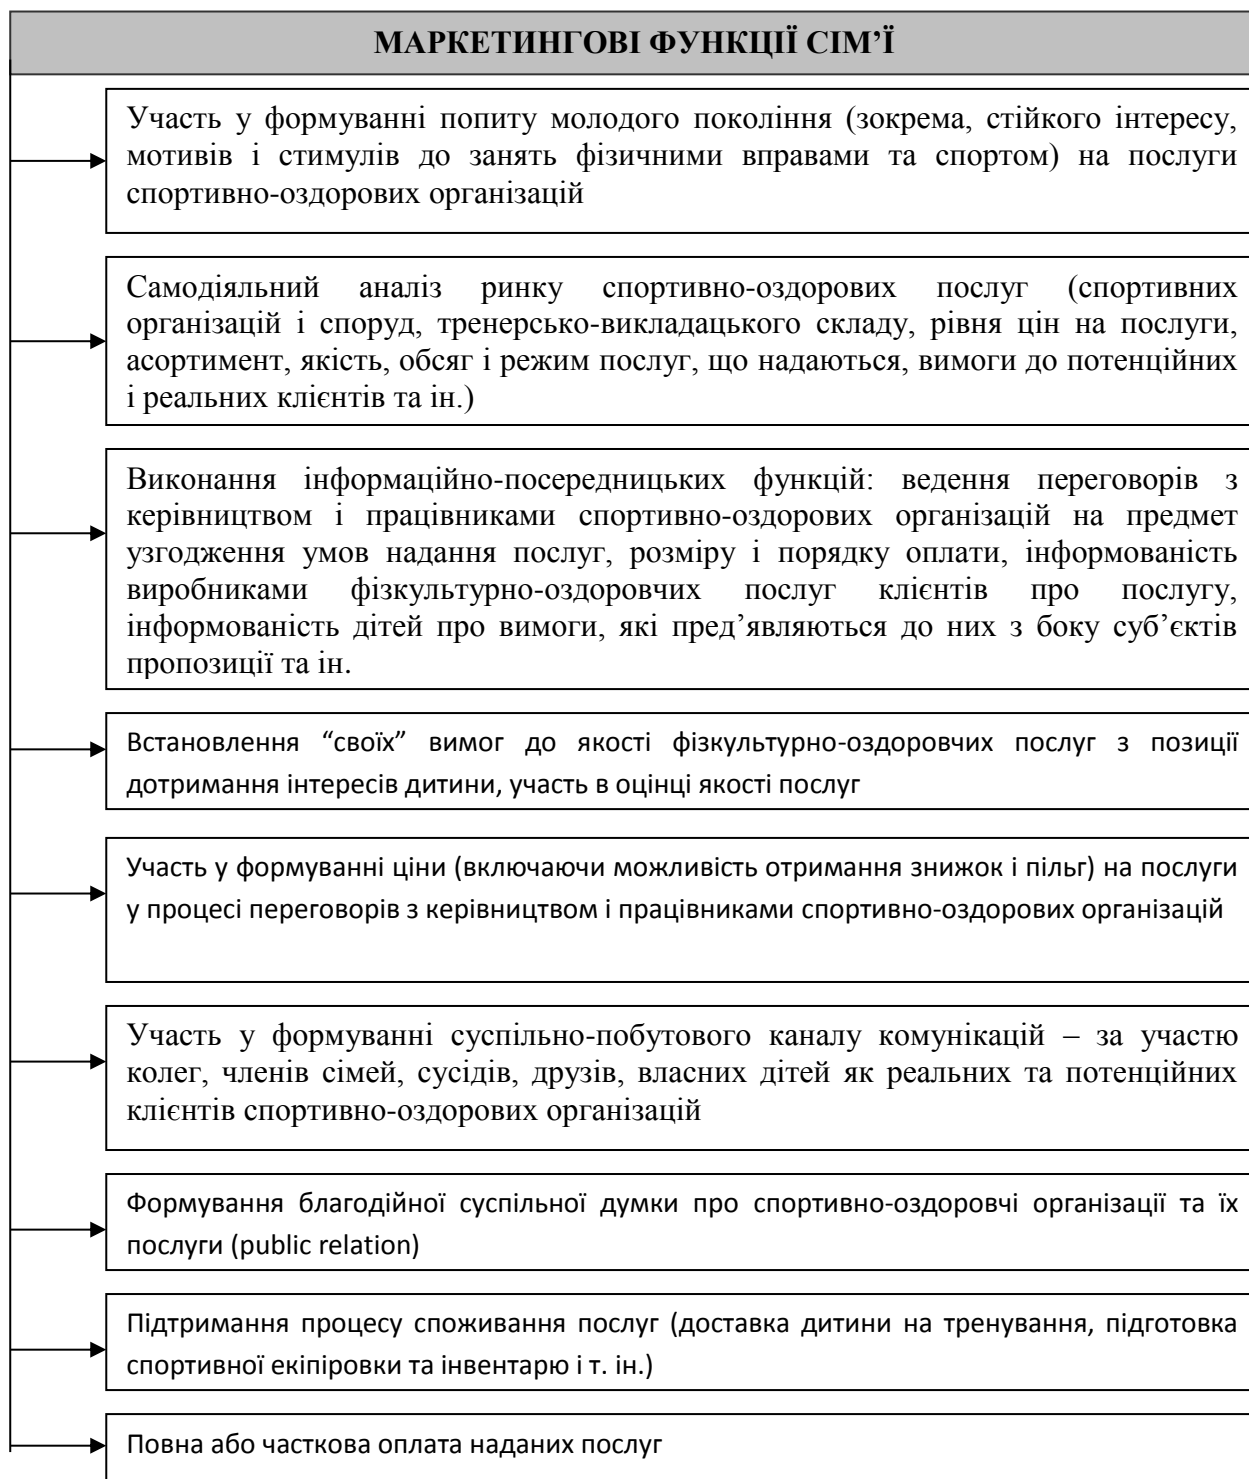 МАРКЕТИНГОВІ ФУНКЦІЇ СІМ’Ї
Участь у формуванні попиту молодого покоління (зокрема, стійкого інтересу,
мотивів і стимулів до занять фізичними вправами та спортом) на послуги
спортивно-оздорових організацій
Самодіяльний аналіз ринку спортивно-оздорових послуг (спортивних
організацій і споруд, тренерсько-викладацького складу, рівня цін на послуги,
асортимент, якість, обсяг і режим послуг, що надаються, вимоги до потенційних
і реальних клієнтів та ін.)
Виконання інформаційно-посередницьких функцій: ведення переговорів з
керівництвом і працівниками спортивно-оздорових організацій на предмет
узгодження умов надання послуг, розміру і порядку оплати, інформованість
виробниками фізкультурно-оздоровчих послуг клієнтів про послугу,
інформованість дітей про вимоги, які пред’являються до них з боку суб’єктів
пропозиції та ін.
Встановлення “своїх” вимог до якості фізкультурно-оздоровчих послуг з позиції
дотримання інтересів дитини, участь в оцінці якості послуг
Участь у формуванні ціни (включаючи можливість отримання знижок і пільг) на послуги
у процесі переговорів з керівництвом і працівниками спортивно-оздорових організацій
Участь у формуванні суспільно-побутового каналу комунікацій – за участю
колег, членів сімей, сусідів, друзів, власних дітей як реальних та потенційних
клієнтів спортивно-оздорових організацій
Формування благодійної суспільної думки про спортивно-оздоровчі організації та їх
послуги (public relation)
Підтримання процесу споживання послуг (доставка дитини на тренування, підготовка
спортивної екіпіровки та інвентарю і т. ін.)
Повна або часткова оплата наданих послуг